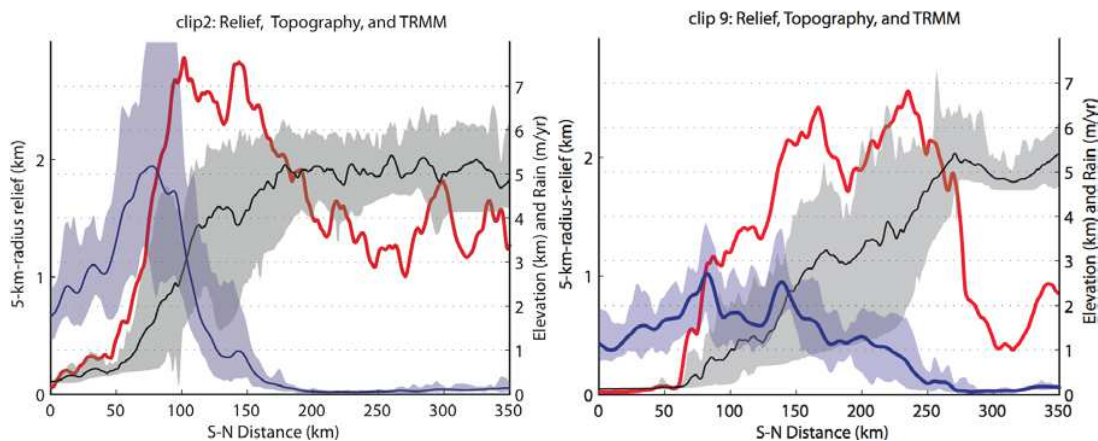 clip2: Relief, Topography, and TRMM
5-km-radius relief (km)
2
1
0
7
6
5
4
3
2
1
0
Elevation (km) and Rain (m/yr)
0 50 100 150 200 250 300 350
S-N Distance (km)
clip 9: Relief, Topography, and TRMM
5-km-radius-relief (km)
2
1
0
7
6
5
4
3
2
1
0
Elevation (km) and Rain (m/yr)
0 50 100 150 200 250 300 350
S-N Distance (km)